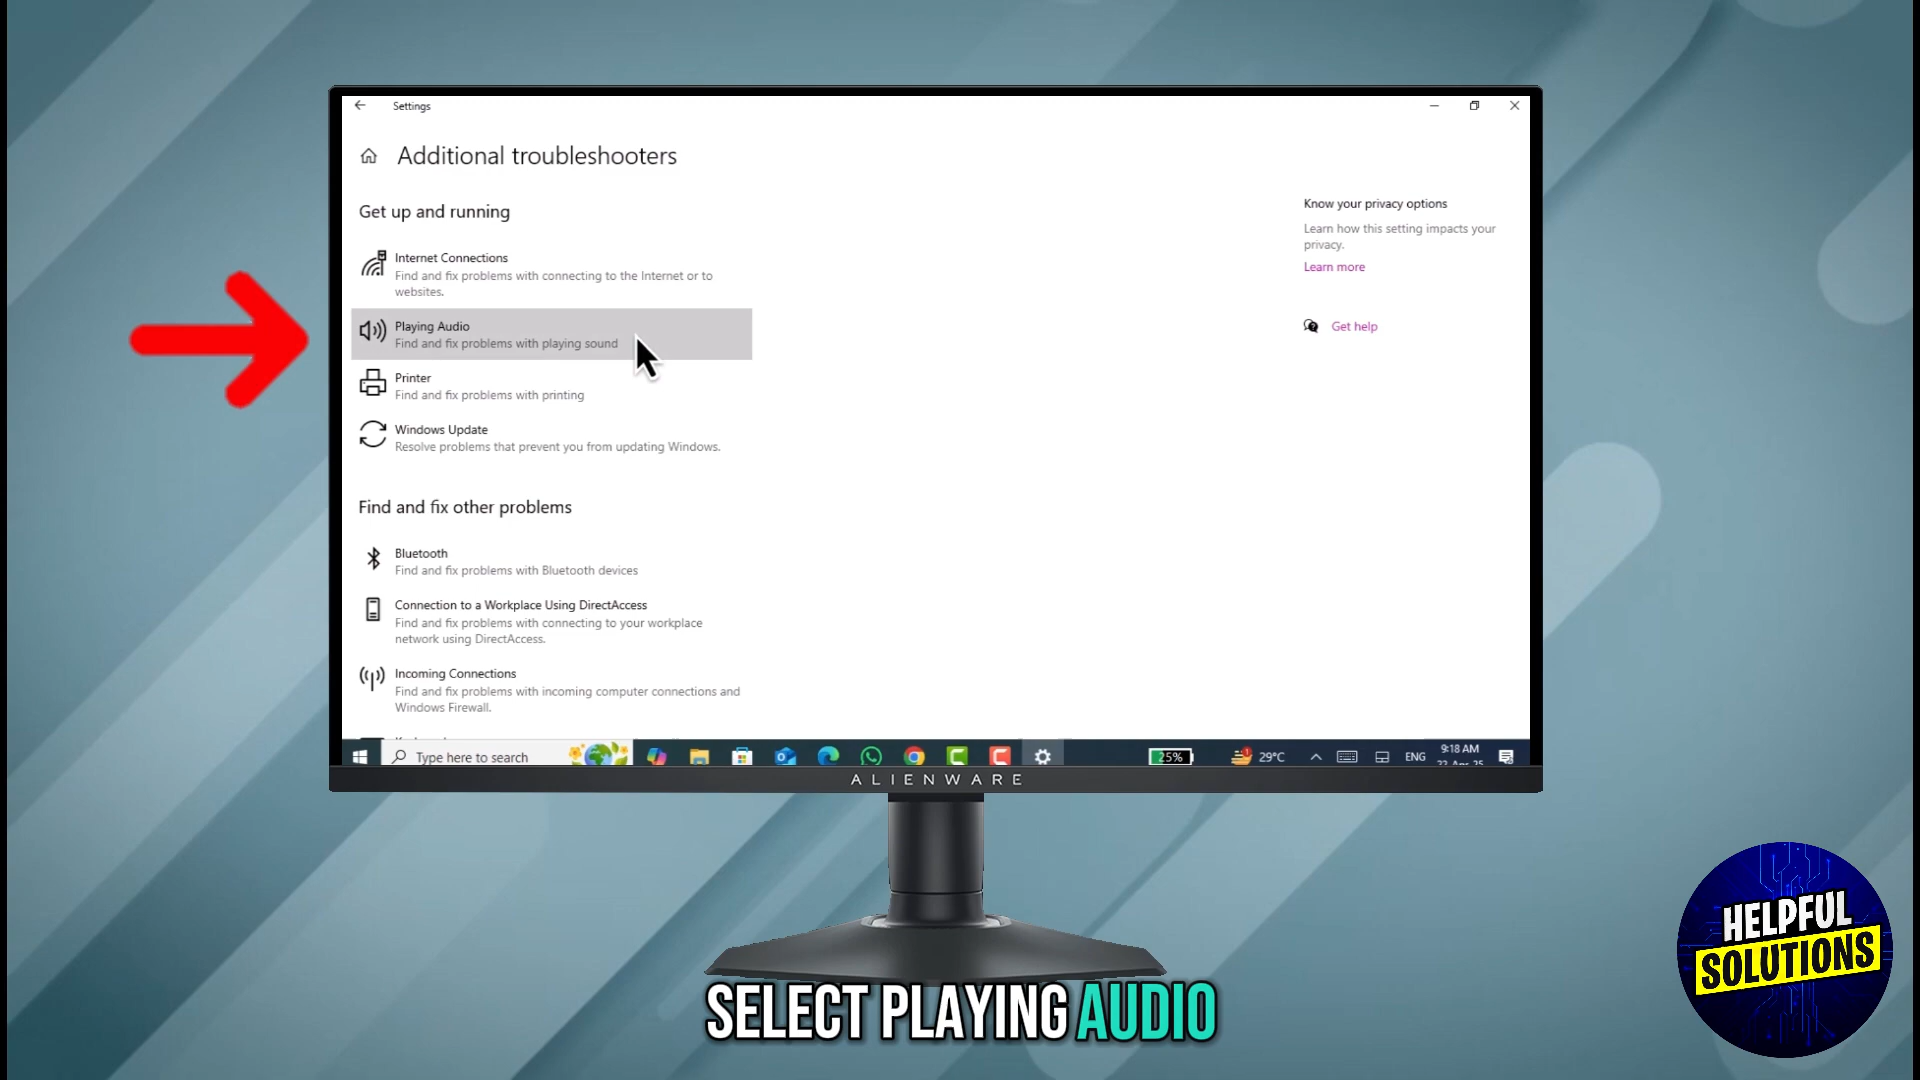 Settings
Additional troubleshooters
Get up and running
Internet Connections
Find and fix problems with connecting to the Internet or to
websites.
Playing Audio
Find and fix problems with playing sound
Printer
Find and fix problems with printing
Windows Update
Resolve problems that prevent you from updating Windows.
Find and fix other problems
Bluetooth
Find and fix problems with Bluetooth devices
Connection to a Workplace Using DirectAccess
Find and fix problems with connecting to your workplace
network using DirectAccess.
Incoming Connections
Find and fix problems with incoming computer connections and
Windows Firewall.
Know your privacy options
Learn how this setting impacts your
privacy.
Learn more
Get help
Type here to search
25%
29°C
ENG
9:18 AM
22-Apr-25
ALIENWARE
HELPFUL
SOLUTIONS
SELECT PLAYING AUDIO